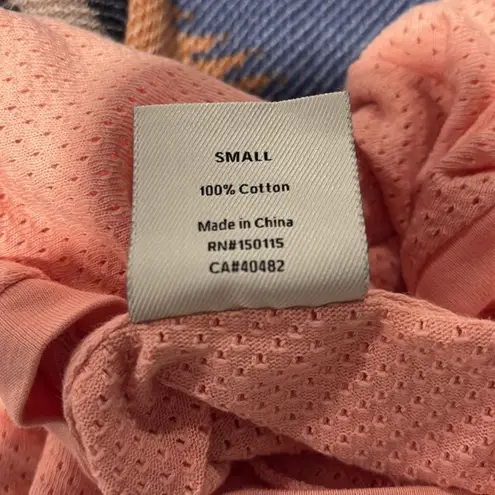 SMALL
100% Cotton
Made in China
RN#150115
CA#40482